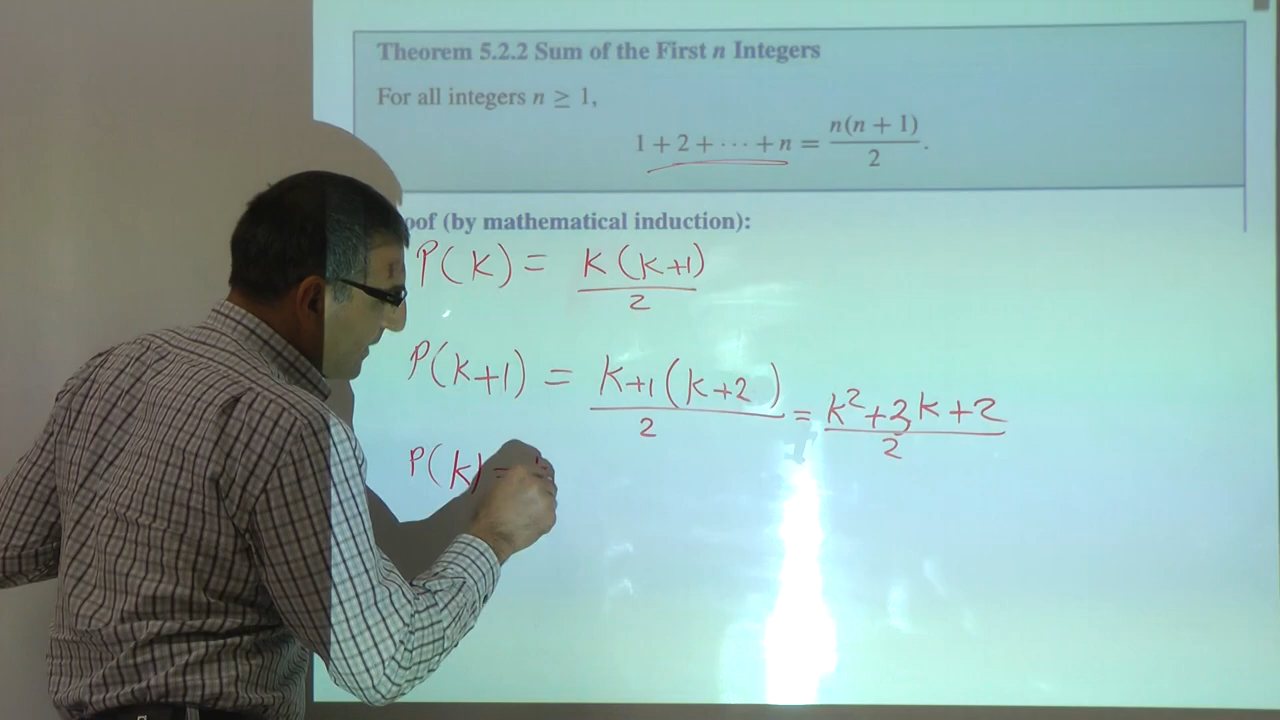 Theorem 5.2.2 Sum of the First n Integers
For all integers n ≥ 1,
1 + 2 + ··· + n = n(n + 1)/2.
oof (by mathematical induction):
P(k) = k(k+1)/2
P(k+1) = k+1(k+2)/2 = k²+3k+2/2
P(k) =